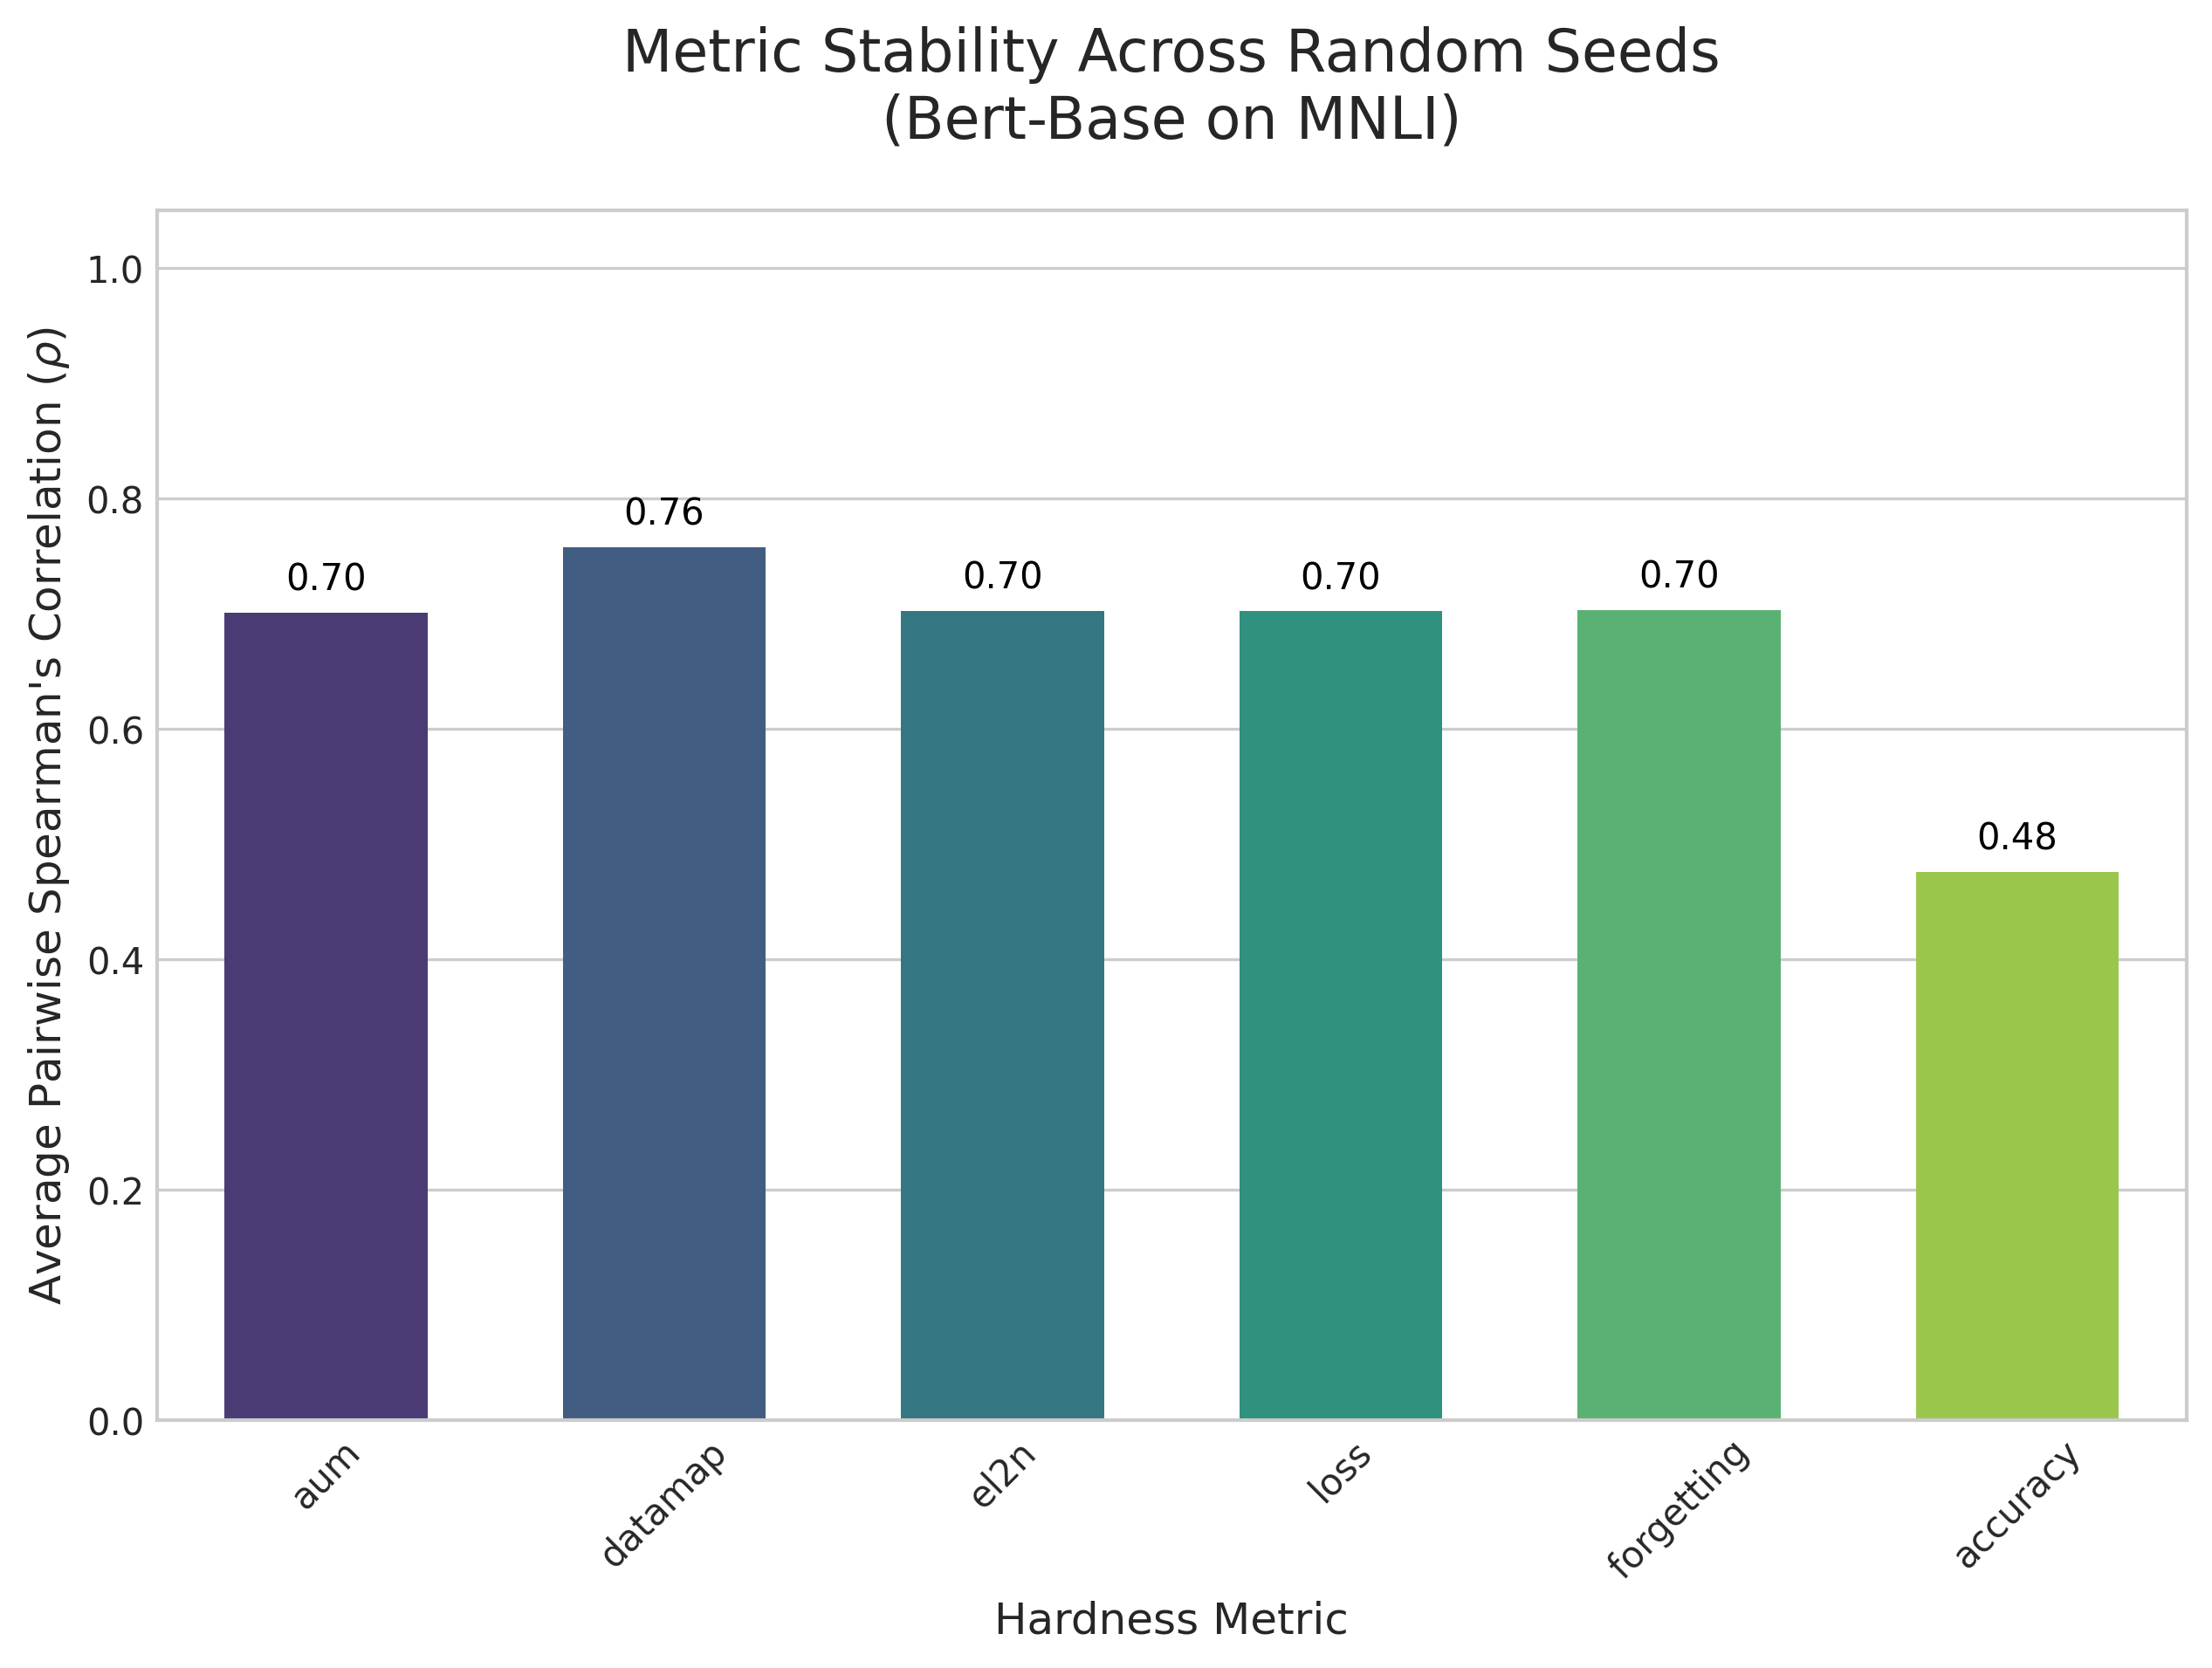 Metric Stability Across Random Seeds
(Bert-Base on MNLI)
Average Pairwise Spearman's Correlation (ρ)
1.0
0.8
0.6
0.4
0.2
0.0
0.70
0.76
0.70
0.70
0.70
0.48
aum
datamap
el2n
loss
forgetting
accuracy
Hardness Metric